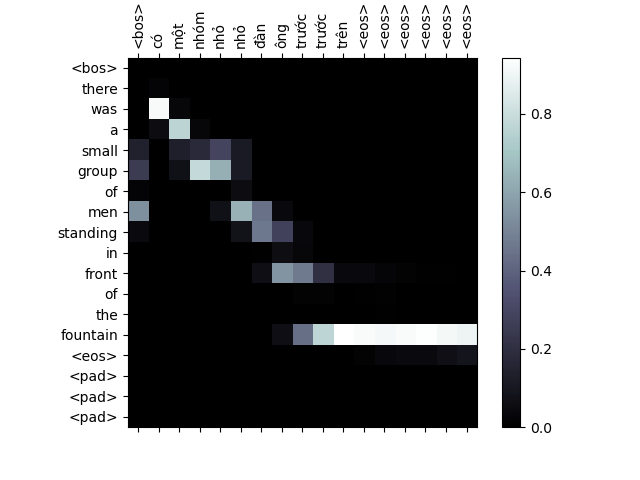 <bos> có một nhóm nhỏ nhỏ đàn ông trước trước trên <eos> <eos> <eos> <eos> <eos> <eos>
<bos>
there
was
a
small
group
of
men
standing
in
front
of
the
fountain
<eos>
<pad>
<pad>
<pad>
0.8
0.6
0.4
0.2
0.0